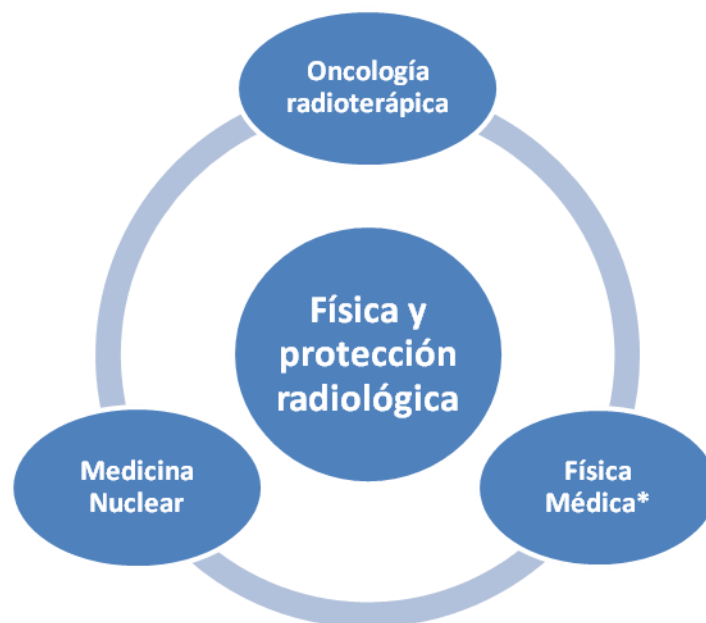 Oncología
radioterápica
Física y
protección
radiológica
Medicina
Nuclear
Física
Médica*